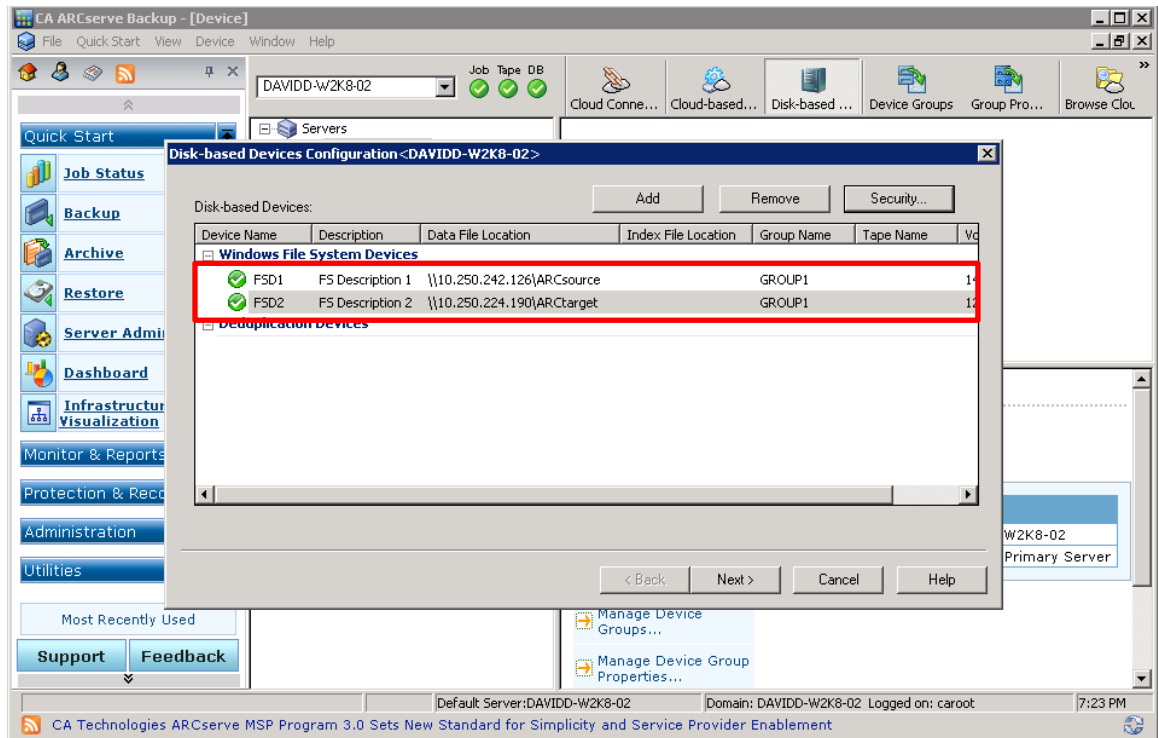 CA ARCserve Backup - [Device]
File Quick Start View Device Window Help
DAVIDD-W2K8-02
Job Tape DB
Cloud Conne... Cloud-based... Disk-based ... Device Groups Group Pro... Browse Clou
Quick Start
Servers
Job Status
Backup
Archive
Restore
Server Admi
Dashboard
Infrastructur
Visualization
Monitor & Reports
Protection & Reco
Administration
Utilities
Most Recently Used
Support Feedback
Disk-based Devices Configuration<DAVIDD-W2K8-02>
Disk-based Devices:
Add Remove Security...
Device Name Description Data File Location Index File Location Group Name Tape Name Vo
Windows File System Devices
FSD1 FS Description 1 \\10.250.242.126\ARCsource GROUP1 14
FSD2 FS Description 2 \\10.250.224.190\ARCtarget GROUP1 12
Deduplication Devices
< Back Next > Cancel Help
W2K8-02
Primary Server
Manage Device
Groups...
Manage Device Group
Properties...
Default Server:DAVIDD-W2K8-02 Domain: DAVIDD-W2K8-02 Logged on: caroot 7:23 PM
CA Technologies ARCserve MSP Program 3.0 Sets New Standard for Simplicity and Service Provider Enablement